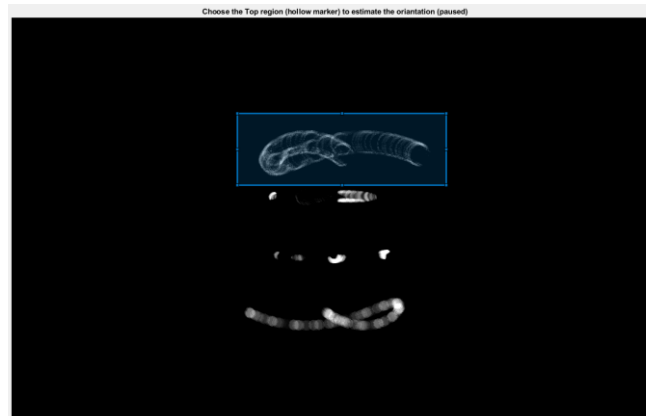 Choose the Top region (hollow marker) to estimate the oriantation (paused)